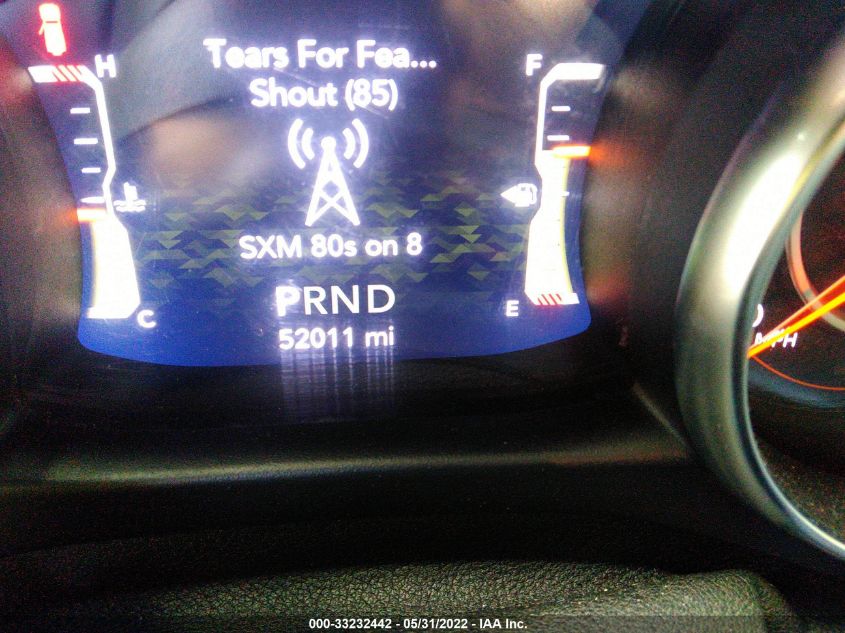 H
Tears For Fea...
F
Shout (85)
SXM 80s on 8
PRND
C
E
52011 mi
MPH
000-33232442 - 05/31/2022 - IAA Inc.